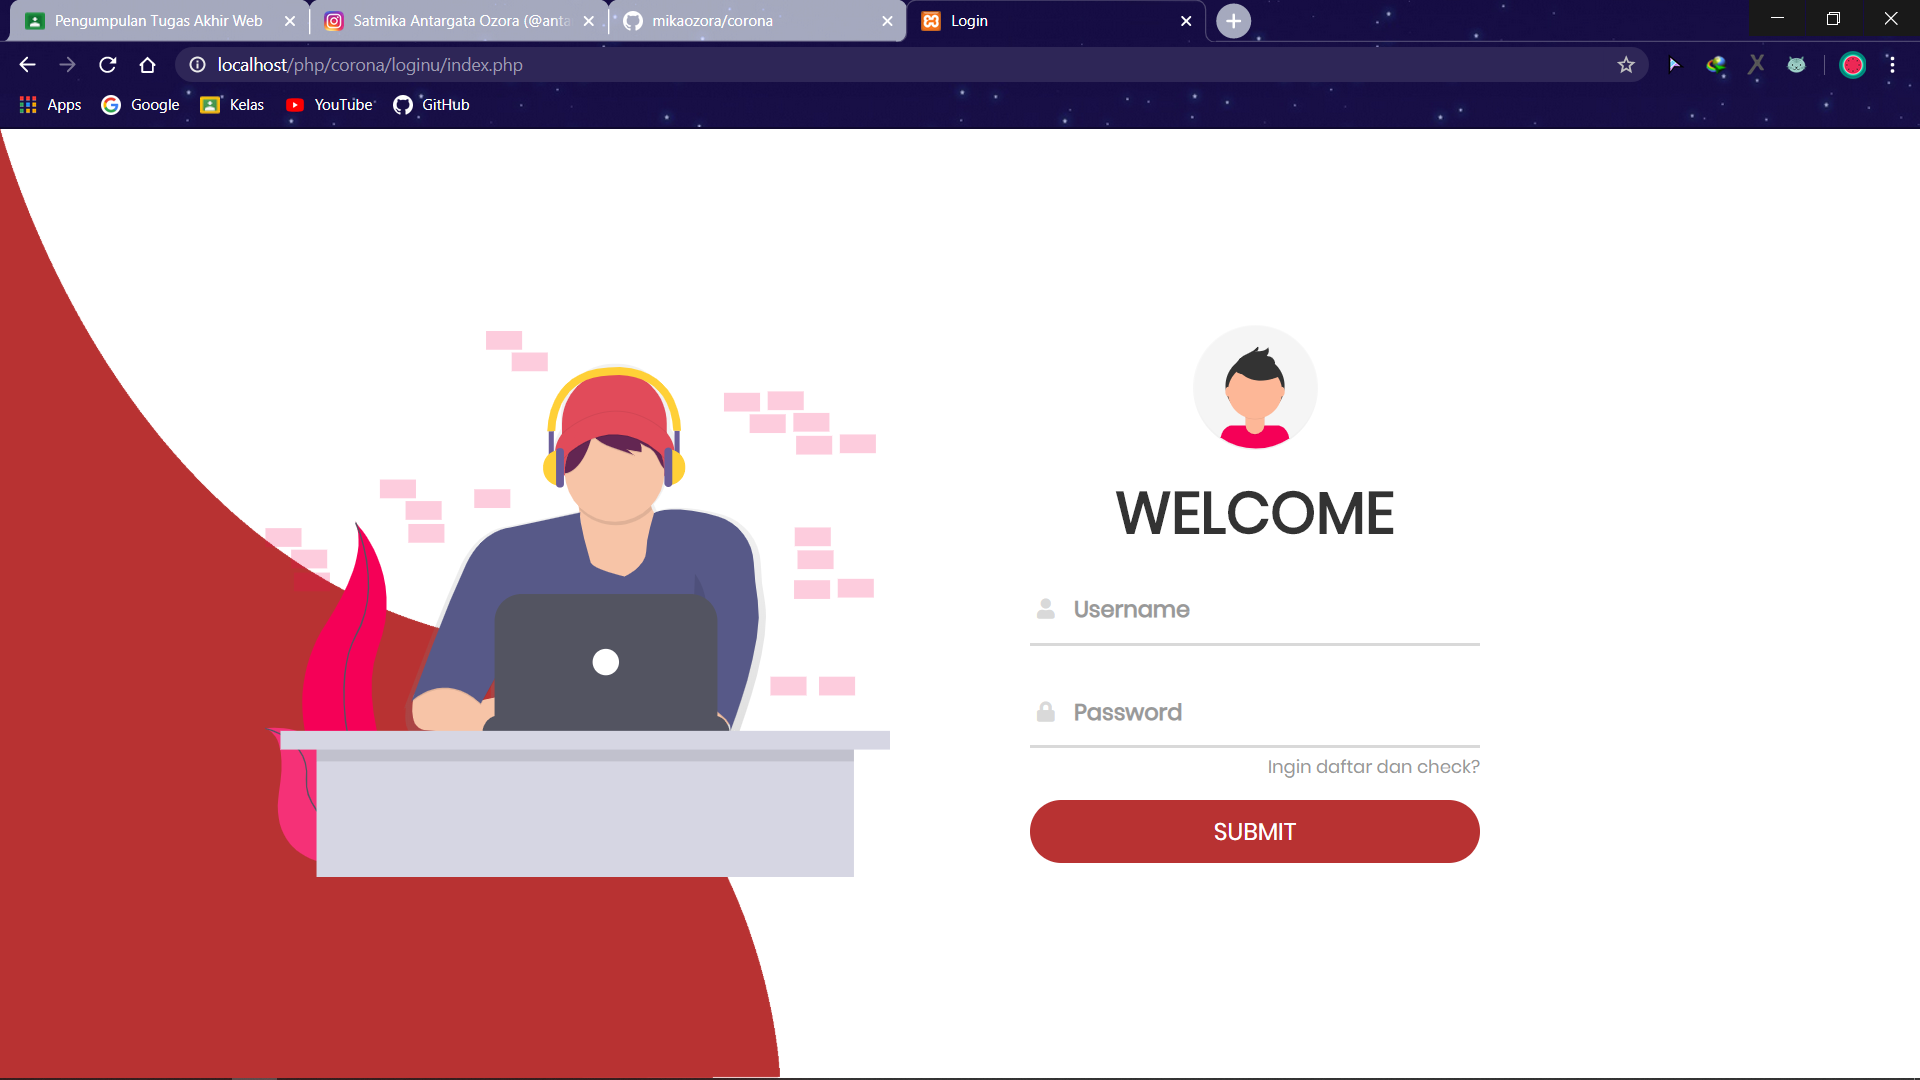 Pengumpulan Tugas Akhir Web
Satmika Antargata Ozora (@anta
mikaozora/corona
Login
localhost/php/corona/loginu/index.php
Apps
Google
Kelas
YouTube
GitHub
WELCOME
Username
Password
Ingin daftar dan check?
SUBMIT